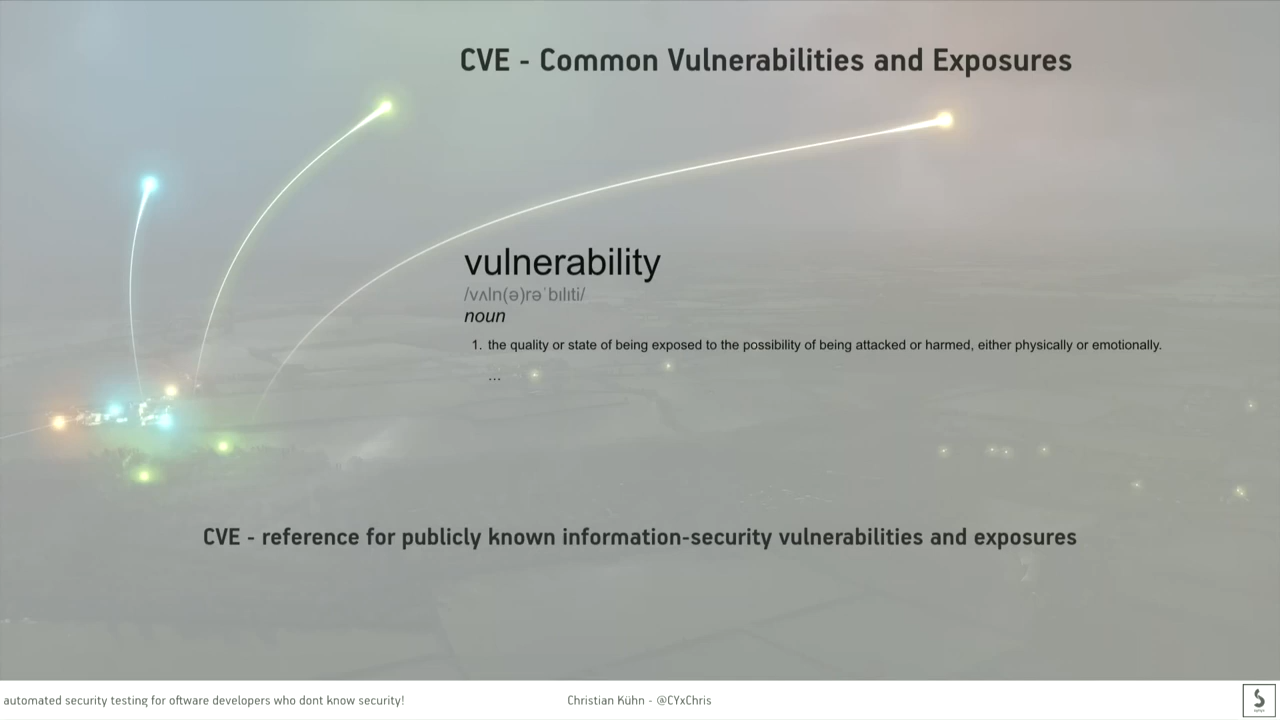 CVE - Common Vulnerabilities and Exposures
vulnerability
/vʌln(ə)rəˈbɪlɪti/
noun
1. the quality or state of being exposed to the possibility of being attacked or harmed, either physically or emotionally.
...
CVE - reference for publicly known information-security vulnerabilities and exposures
automated security testing for oftware developers who dont know security!
Christian Kühn - @CYxChris